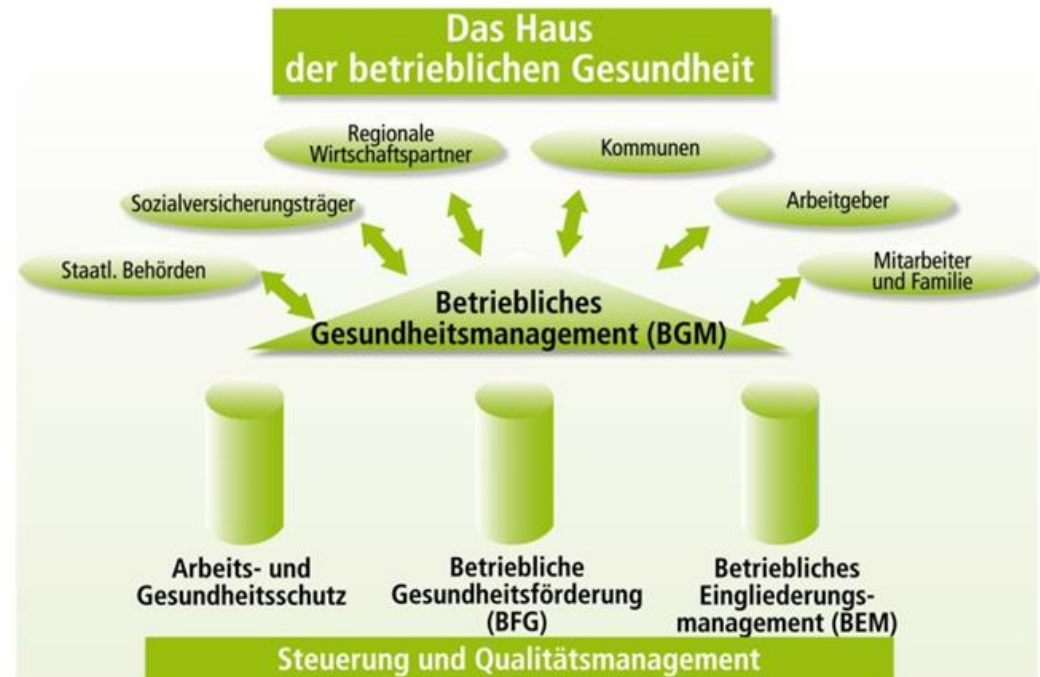 Das Haus
der betrieblichen Gesundheit
Regionale
Wirtschaftspartner
Kommunen
Sozialversicherungsträger
Arbeitgeber
Staatl. Behörden
Mitarbeiter
und Familie
Betriebliches
Gesundheitsmanagement (BGM)
Arbeits- und
Gesundheitsschutz
Betriebliche
Gesundheitsförderung
(BFG)
Betriebliches
Eingliederungs-
management (BEM)
Steuerung und Qualitätsmanagement